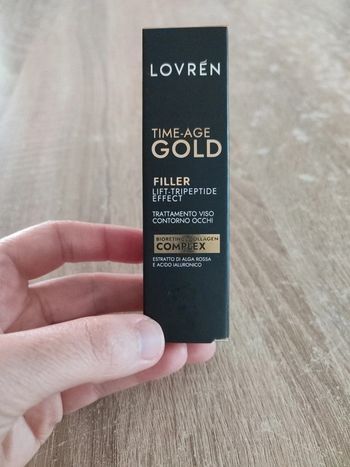 LOVRÉN
TIME-AGE
GOLD
FILLER
LIFT-TRIPEPTIDE
EFFECT
TRATTAMENTO VISO
CONTORNO OCCHI
COLLAGEN
COMPLEX
ESTRATTO DI ALGA ROSSA
E ACIDO IALURONICO